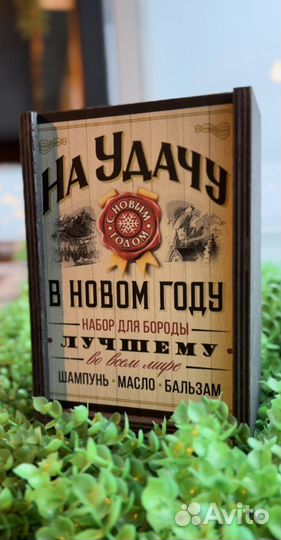 На Удачу
С НОВЫМ
ГОДОМ
В НОВОМ ГОДУ
НАБОР ДЛЯ БОРОДЫ
ЛУЧШЕМУ
во всем мире
ШАМПУНЬ • МАСЛО • БАЛЬЗАМ
Avito